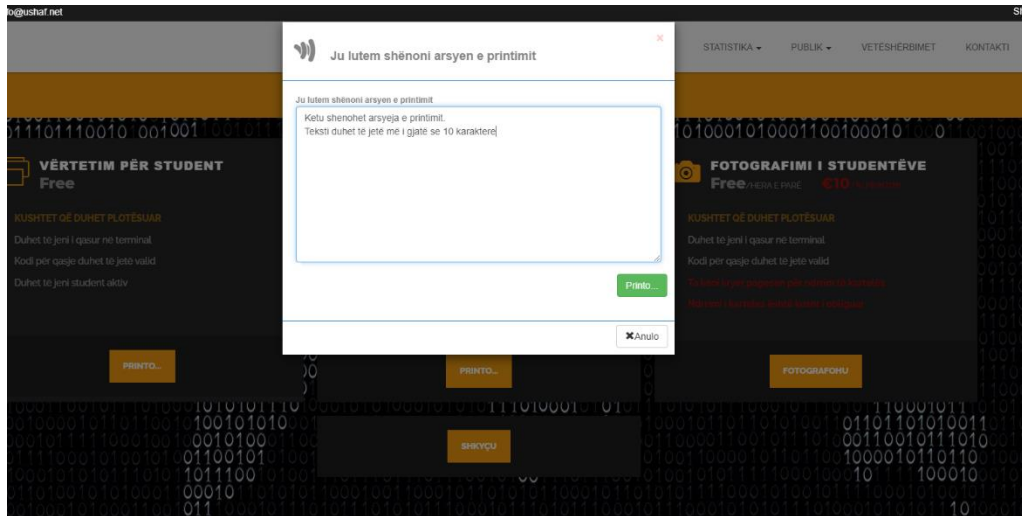 o@ushaf.net
Ju lutem shënoni arsyen e printimit
STATISTIKA
PUBLIK
VETËSHËRBIMET
KONTAKTI
Ju lutem shënoni arsyen e printimit
Ketu shenohet arsyeja e printimit.
Teksti duhet të jetë më i gjatë se 10 karaktere
Printo...
Anulo
VËRTETIM PËR STUDENT
Free
KUSHTET QË DUHET PLOTËSUAR
Duhet të jeni i qasur në terminal
Kodi për qasje duhet të jetë valid
Duhet të jeni student aktiv
PRINTO...
PRINTO...
SHKYÇU
FOTOGRAFIMI I STUDENTËVE
Free/HERA E PARË €10
KUSHTET QË DUHET PLOTËSUAR
Duhet të jeni i qasur në terminal
Kodi për qasje duhet të jetë valid
FOTOGRAFOHU